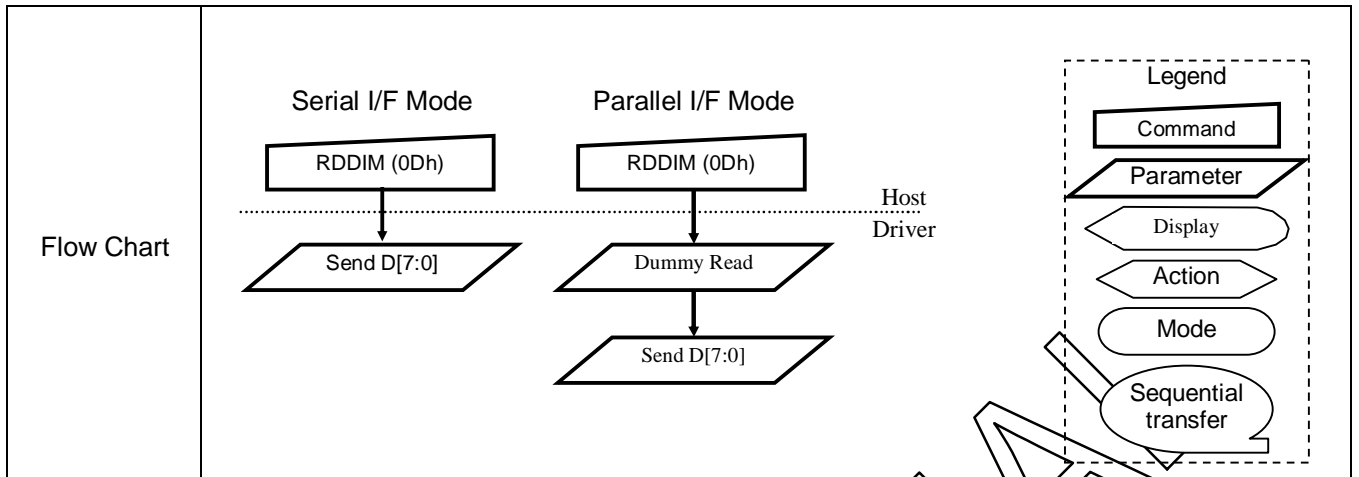 Flow Chart
Serial I/F Mode
Parallel I/F Mode
RDDIM (0Dh)
RDDIM (0Dh)
Host
Driver
Send D[7:0]
Dummy Read
Send D[7:0]
Legend
Command
Parameter
Display
Action
Mode
Sequential
transfer